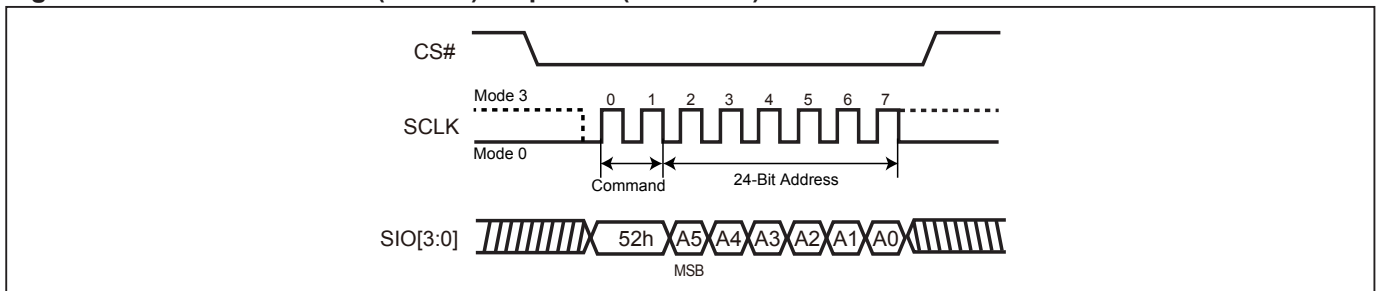 CS#
Mode 3
0 1 2 3 4 5 6 7
SCLK
Mode 0
Command
24-Bit Address
SIO[3:0]
52h A5 A4 A3 A2 A1 A0
MSB